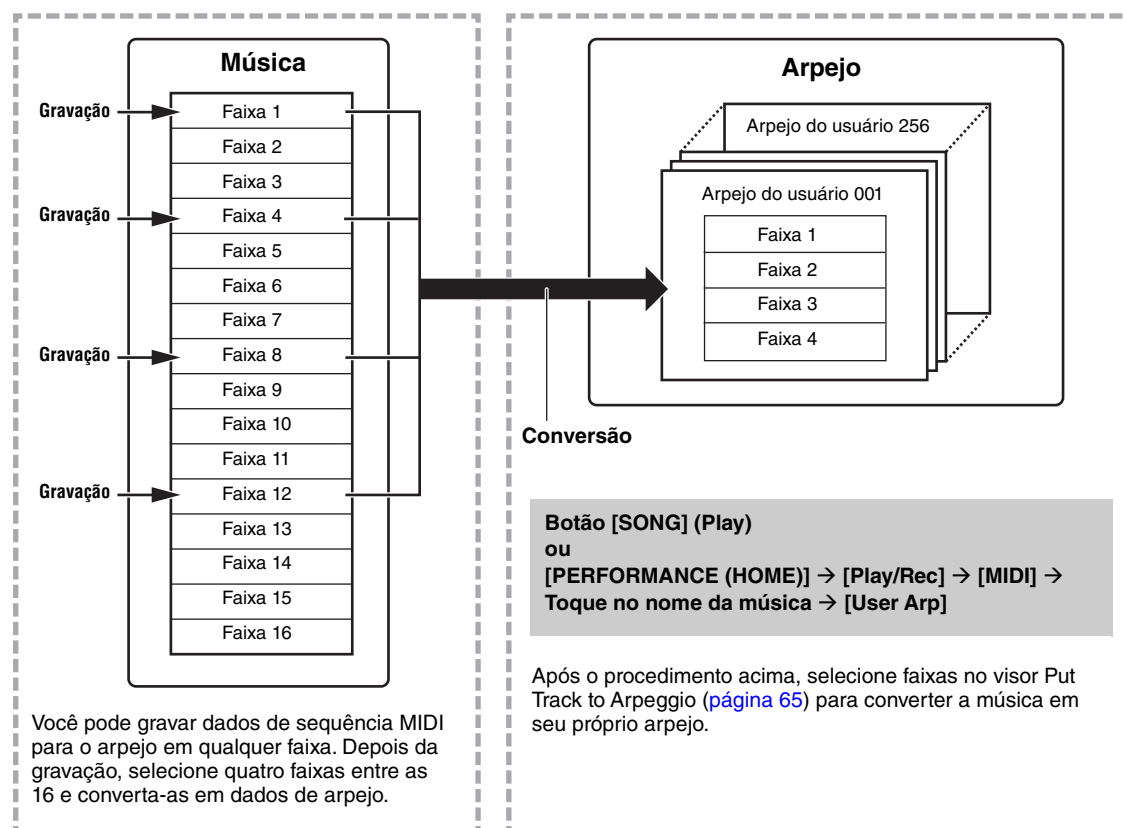 Música
Gravação
Faixa 1
Faixa 2
Faixa 3
Gravação
Faixa 4
Faixa 5
Faixa 6
Faixa 7
Gravação
Faixa 8
Faixa 9
Faixa 10
Faixa 11
Gravação
Faixa 12
Faixa 13
Faixa 14
Faixa 15
Faixa 16
Você pode gravar dados de sequência MIDI
para o arpejo em qualquer faixa. Depois da
gravação, selecione quatro faixas entre as
16 e converta-as em dados de arpejo.
Arpejo
Arpejo do usuário 256
Arpejo do usuário 001
Faixa 1
Faixa 2
Faixa 3
Faixa 4
Conversão
Botão [SONG] (Play)
ou
[PERFORMANCE (HOME)] → [Play/Rec] → [MIDI] →
Toque no nome da música → [User Arp]
Após o procedimento acima, selecione faixas no visor Put
Track to Arpeggio (página 65) para converter a música em
seu próprio arpejo.